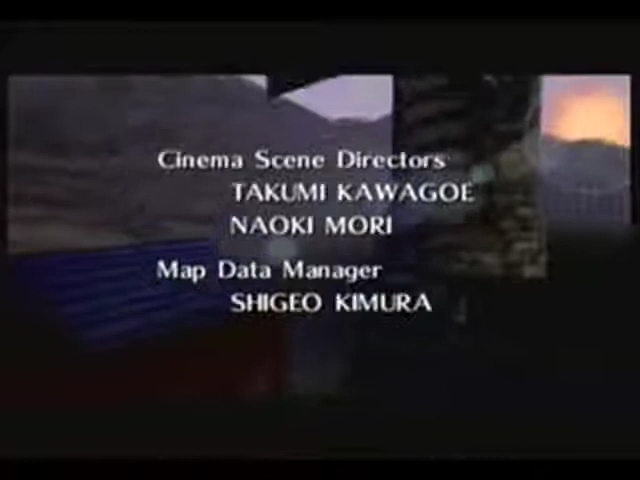 Cinema Scene Directors
TAKUMI KAWAGOE
NAOKI MORI
Map Data Manager
SHIGEO KIMURA